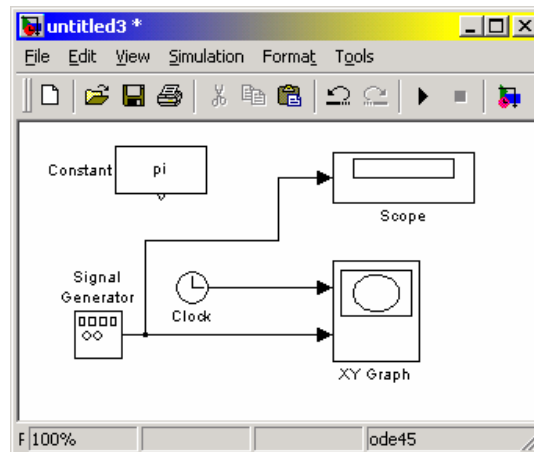 untitled3 *
File Edit View Simulation Format Tools
Constant
pi
Scope
Signal
Generator
Clock
XY Graph
F 100% ode45